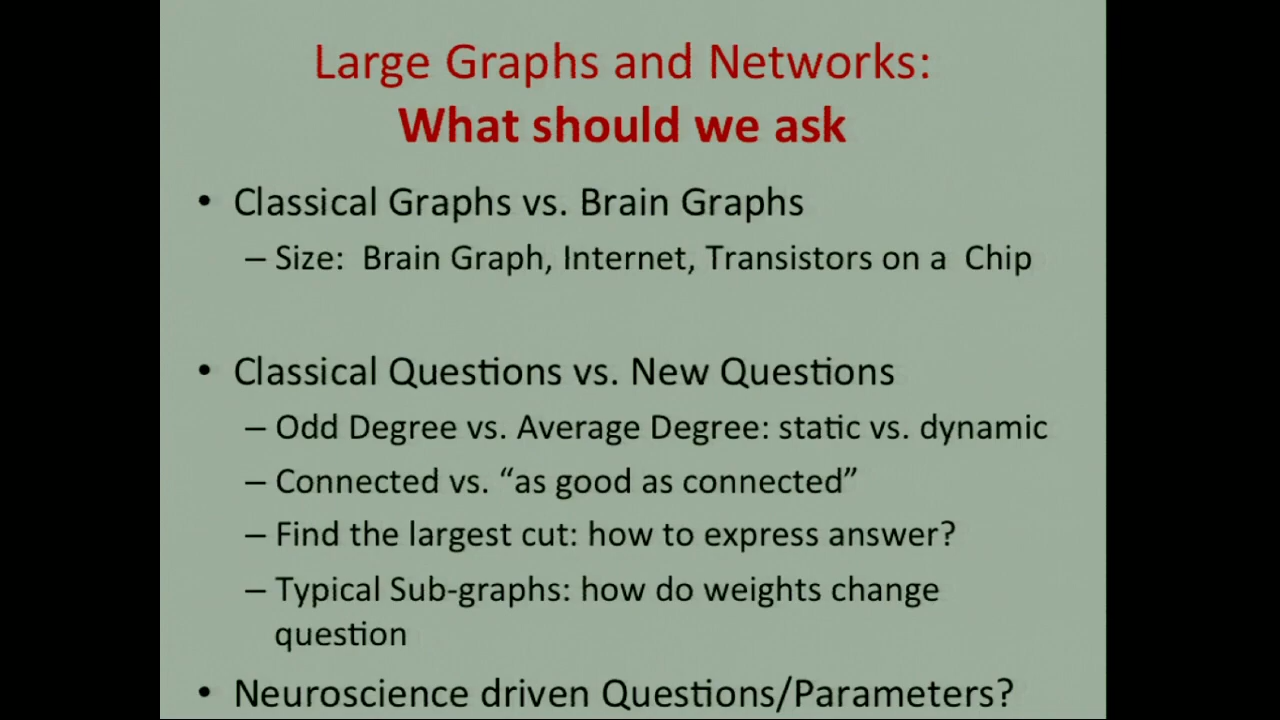 Large Graphs and Networks:
What should we ask
• Classical Graphs vs. Brain Graphs
– Size: Brain Graph, Internet, Transistors on a Chip
• Classical Questions vs. New Questions
– Odd Degree vs. Average Degree: static vs. dynamic
– Connected vs. “as good as connected”
– Find the largest cut: how to express answer?
– Typical Sub-graphs: how do weights change
question
• Neuroscience driven Questions/Parameters?